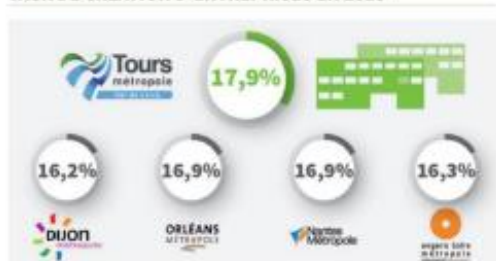 Tours
métropole
17,9%
16,2%
16,9%
16,9%
16,3%
DIJON
métropole
ORLÉANS
MÉTROPOLE
Nantes
Métropole
angers Loire
métropole